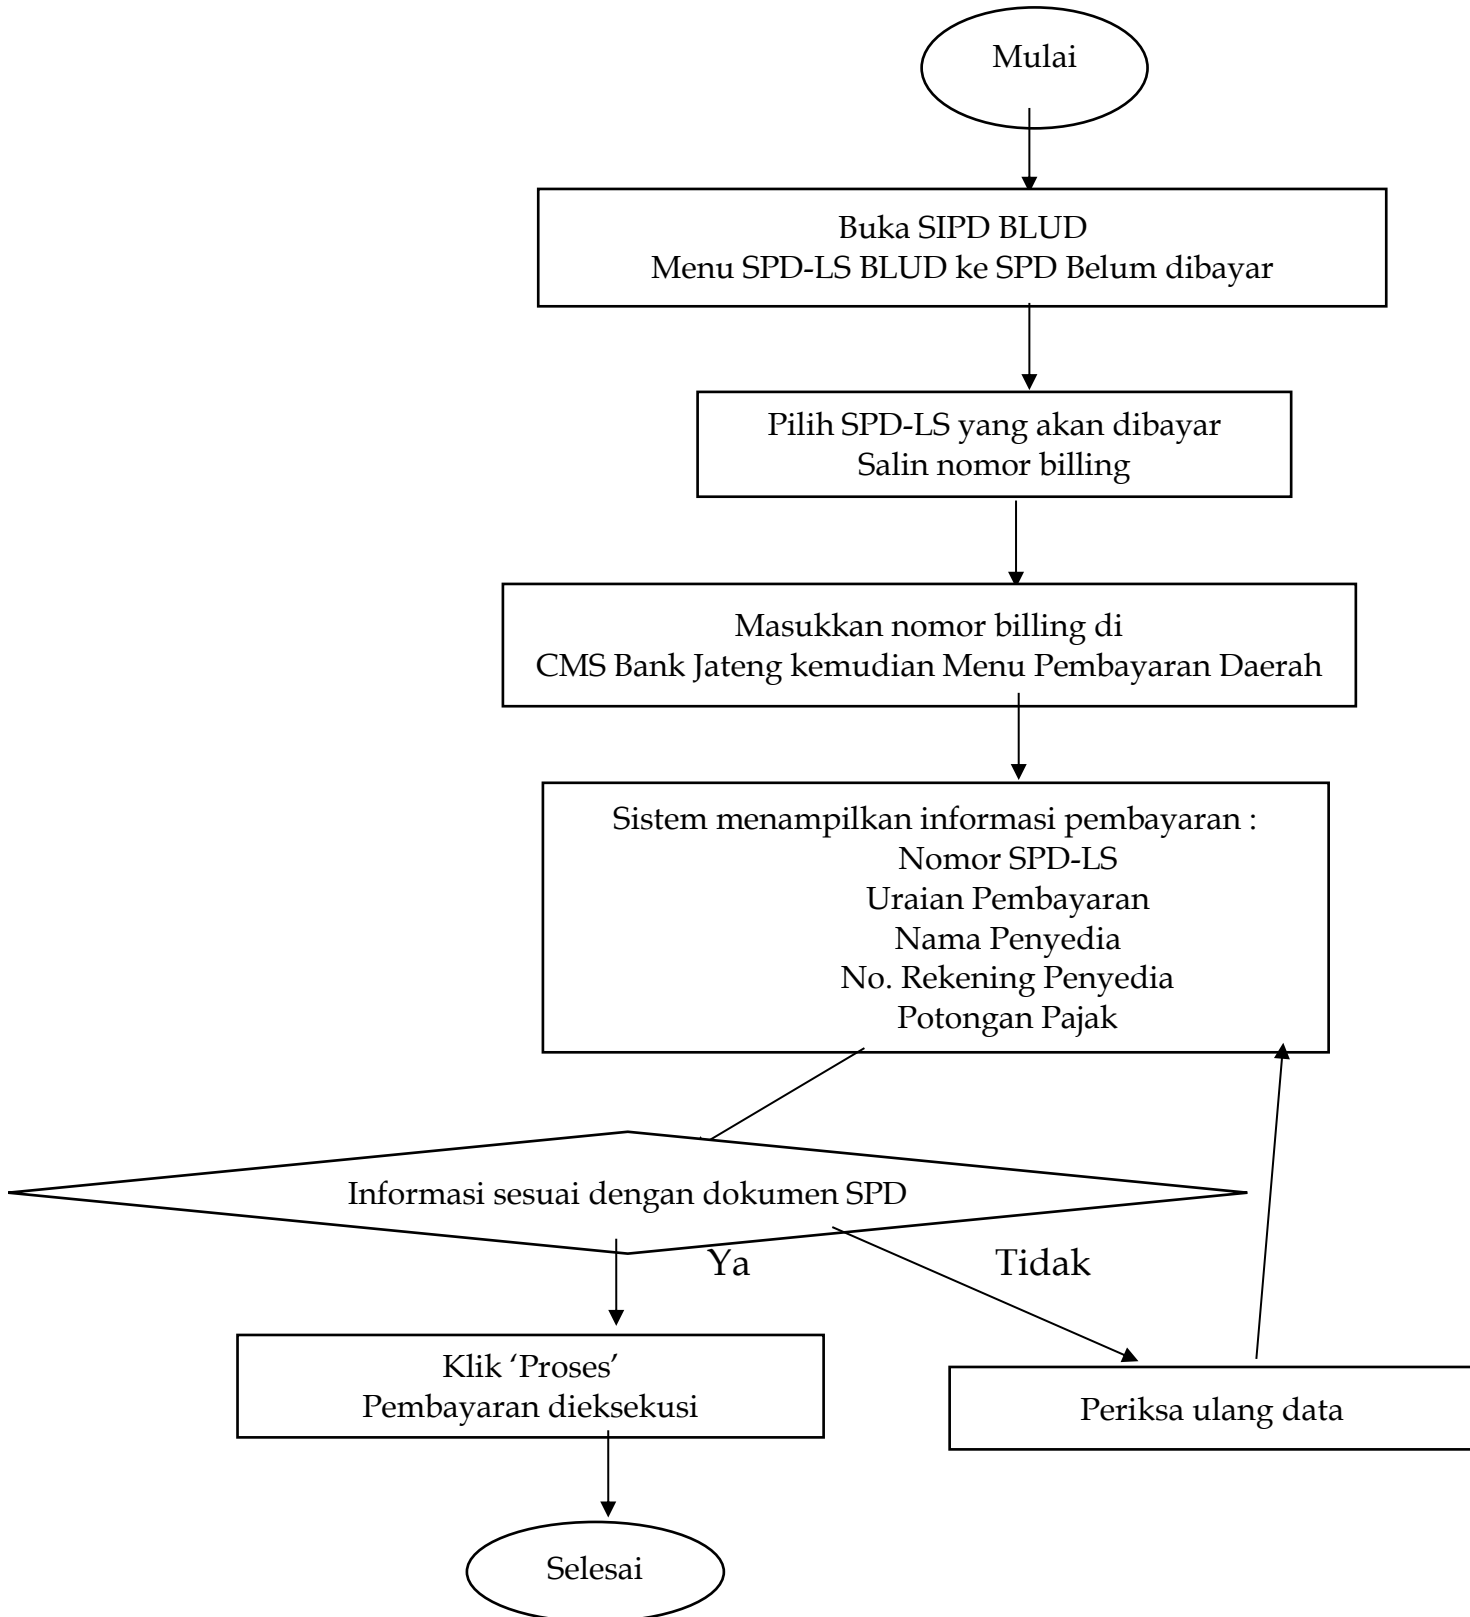 Mulai
Buka SIPD BLUD
Menu SPD-LS BLUD ke SPD Belum dibayar
Pilih SPD-LS yang akan dibayar
Salin nomor billing
Masukkan nomor billing di
CMS Bank Jateng kemudian Menu Pembayaran Daerah
Sistem menampilkan informasi pembayaran :
Nomor SPD-LS
Uraian Pembayaran
Nama Penyedia
No. Rekening Penyedia
Potongan Pajak
Informasi sesuai dengan dokumen SPD
Ya
Tidak
Klik ‘Proses’
Pembayaran dieksekusi
Periksa ulang data
Selesai